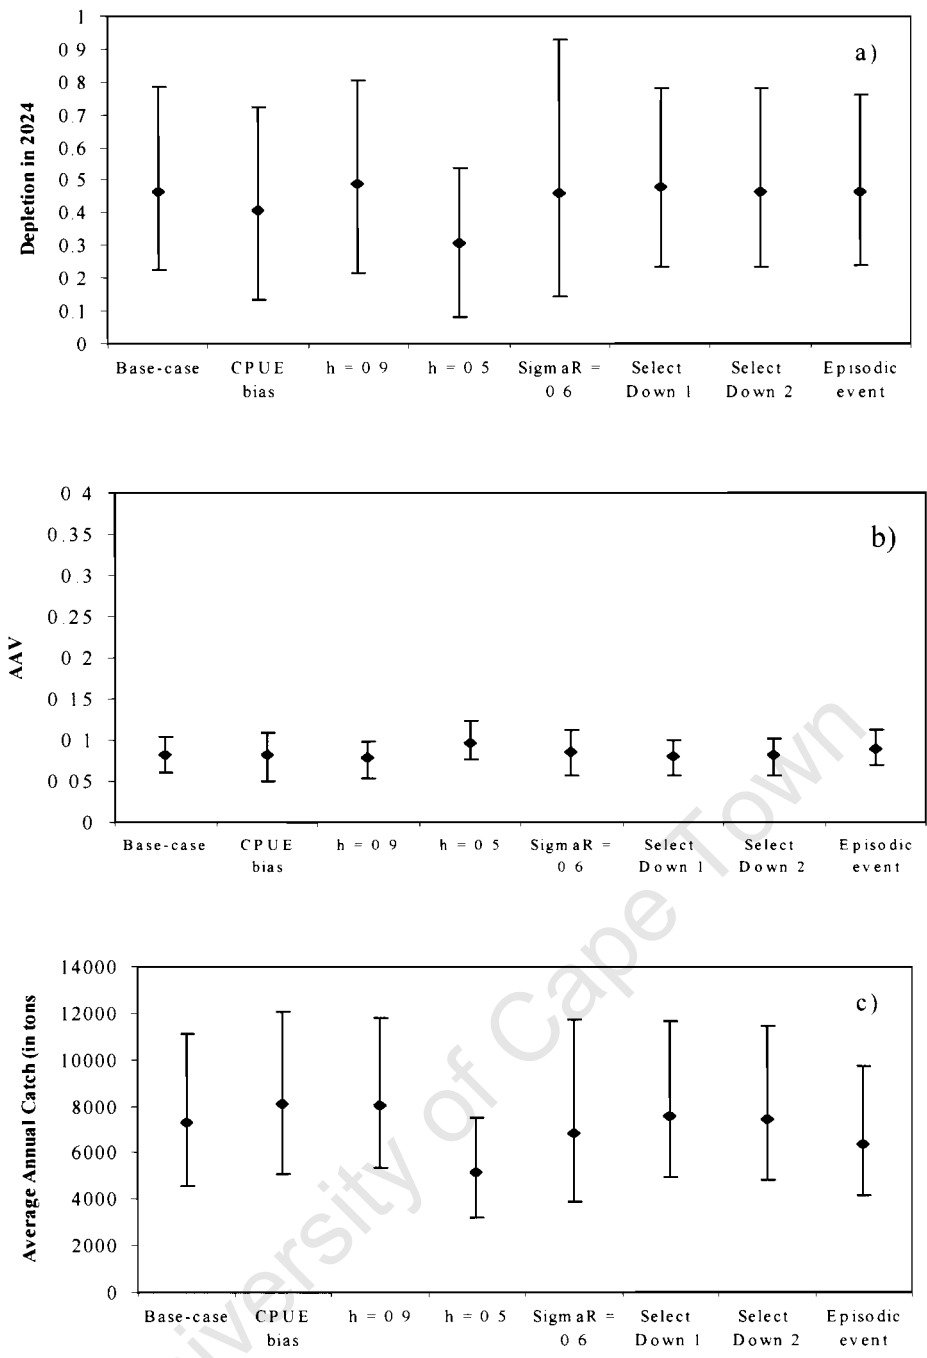 1
0 9
0.8
0.7
0.6
0 5
0.4
0.3
0.2
0.1
0
Depletion in 2024
a)
Base-case CPUE bias h = 0 9 h = 0 5 SigmaR = 0 6 Select Down 1 Select Down 2 Episodic event
0 4
0.35
0.3
0.25
0 2
0 15
0 1
0 05
0
AAV
b)
Base-case CPUE bias h = 0 9 h = 0 5 SigmaR = 0 6 Select Down 1 Select Down 2 Episodic event
14000
12000
10000
8000
6000
4000
2000
0
Average Annual Catch (in tons
c)
Base-case CPUE bias h = 0 9 h = 0 5 SigmaR = 0 6 Select Down 1 Select Down 2 Episodic event
University of Cape Town